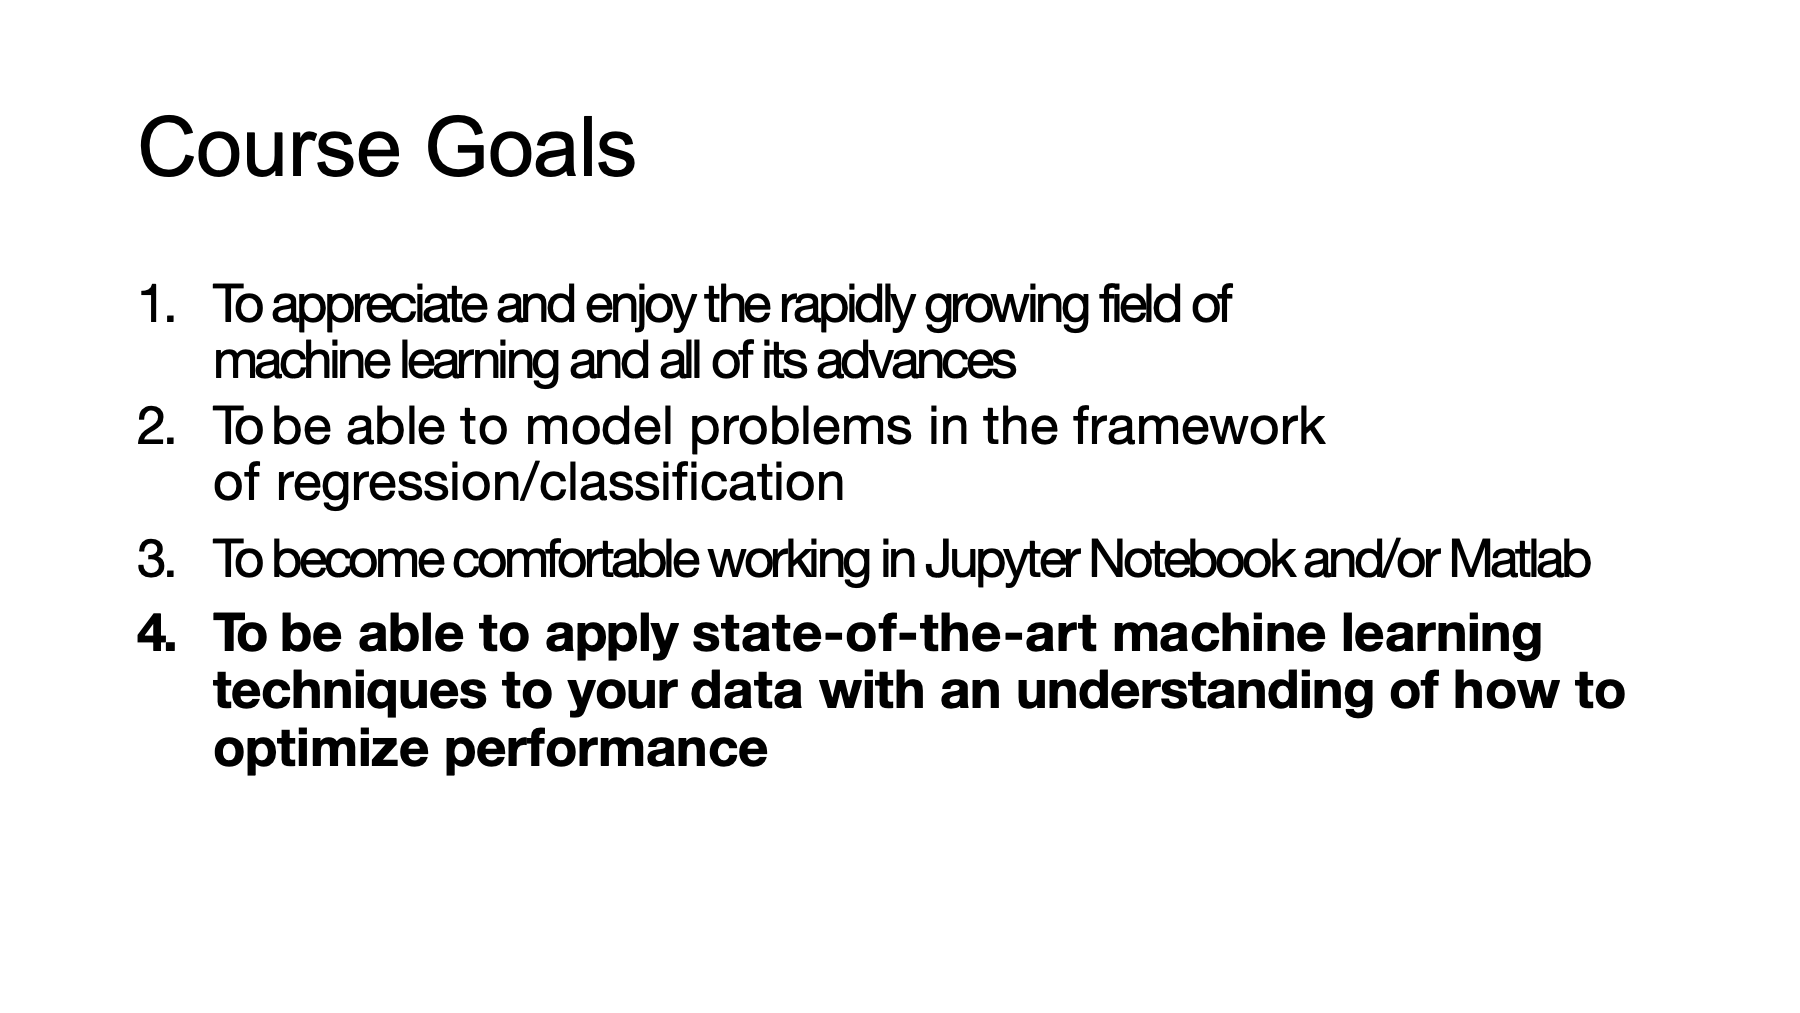 Course Goals
1. To appreciate and enjoy the rapidly growing field of
machine learning and all of its advances
2. To be able to model problems in the framework
of regression/classification
3. To become comfortable working in Jupyter Notebook and/or Matlab
4. To be able to apply state-of-the-art machine learning
techniques to your data with an understanding of how to
optimize performance